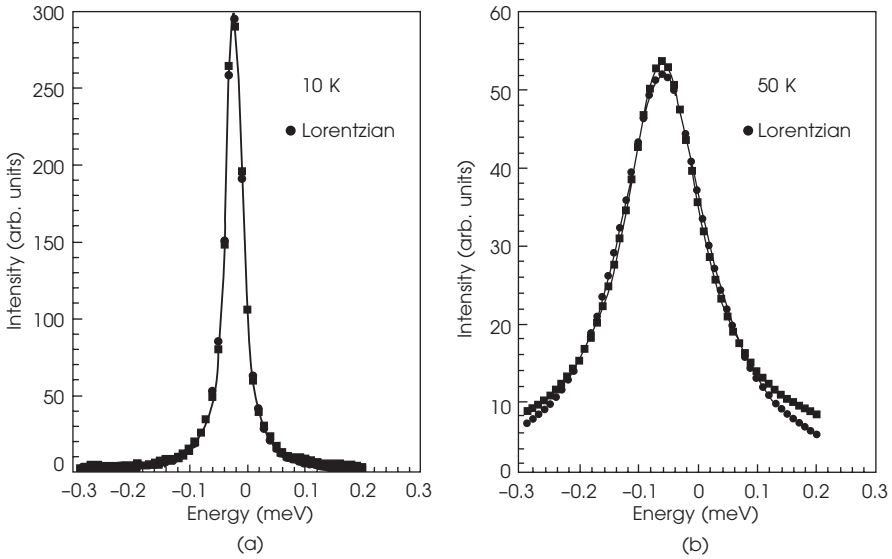 300
250
200
150
100
50
0
Intensity (arb. units)
10 K
Lorentzian
−0.3 −0.2 −0.1 0 0.1 0.2 0.3
Energy (meV)
(a)
60
50
40
30
20
10
0
Intensity (arb. units)
50 K
Lorentzian
−0.3 −0.2 −0.1 0 0.1 0.2 0.3
Energy (meV)
(b)